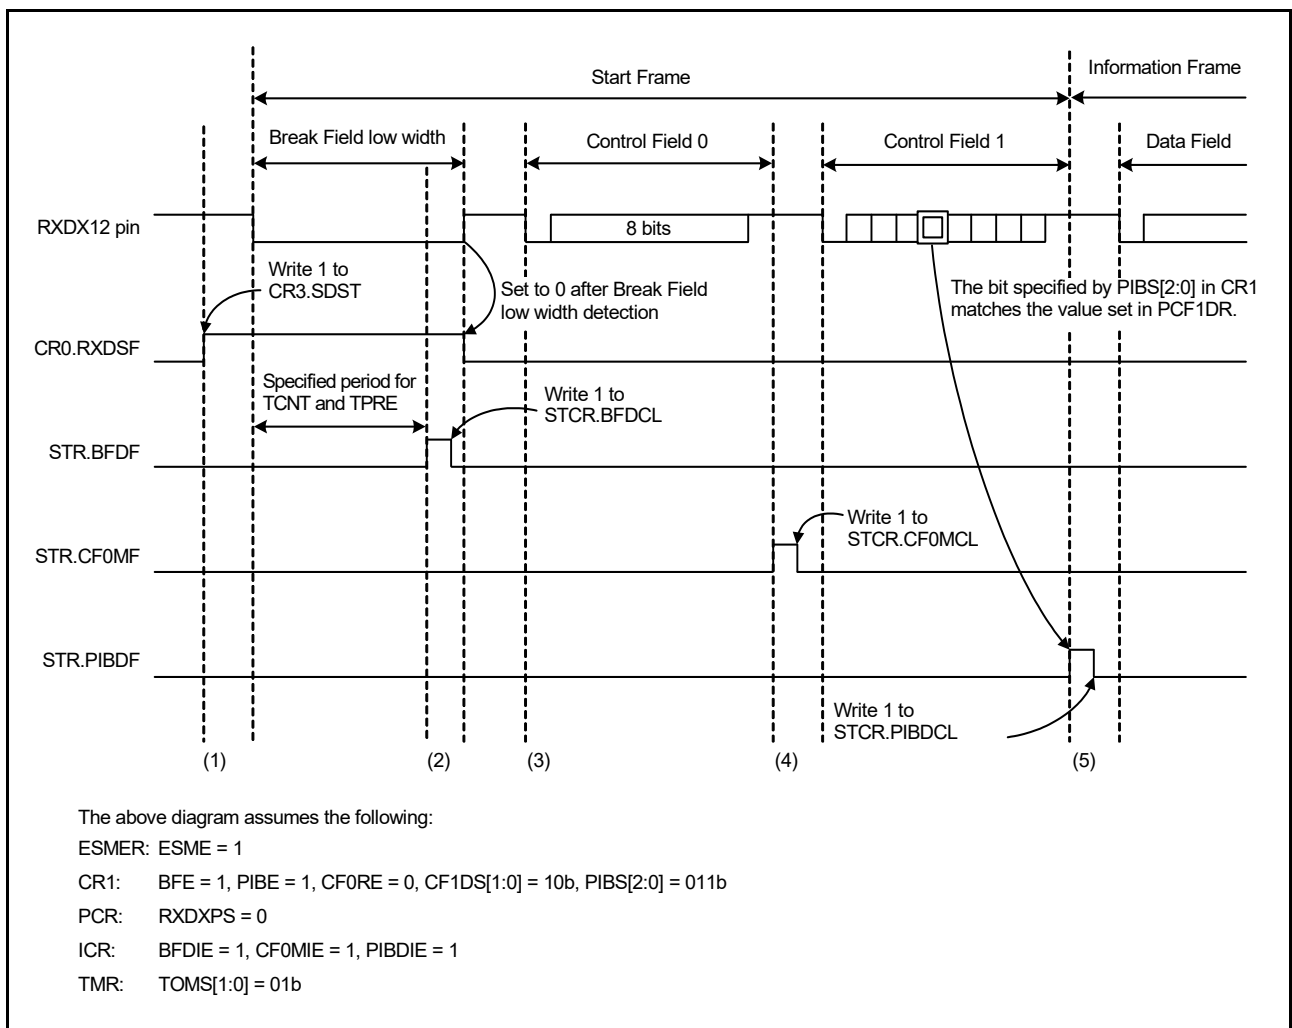 Start Frame
Information Frame
Break Field low width
Control Field 0
Control Field 1
Data Field
RXDX12 pin
8 bits
Write 1 to
CR3.SDST
Set to 0 after Break Field
low width detection
The bit specified by PIBS[2:0] in CR1
matches the value set in PCF1DR.
CR0.RXDSF
Specified period for
TCNT and TPRE
Write 1 to
STCR.BFDCL
STR.BFDF
Write 1 to
STCR.CF0MCL
STR.CF0MF
STR.PIBDF
Write 1 to
STCR.PIBDCL
(1) (2) (3) (4) (5)
The above diagram assumes the following:
ESMER: ESME = 1
CR1: BFE = 1, PIBE = 1, CF0RE = 0, CF1DS[1:0] = 10b, PIBS[2:0] = 011b
PCR: RXDXPS = 0
ICR: BFDIE = 1, CF0MIE = 1, PIBDIE = 1
TMR: TOMS[1:0] = 01b